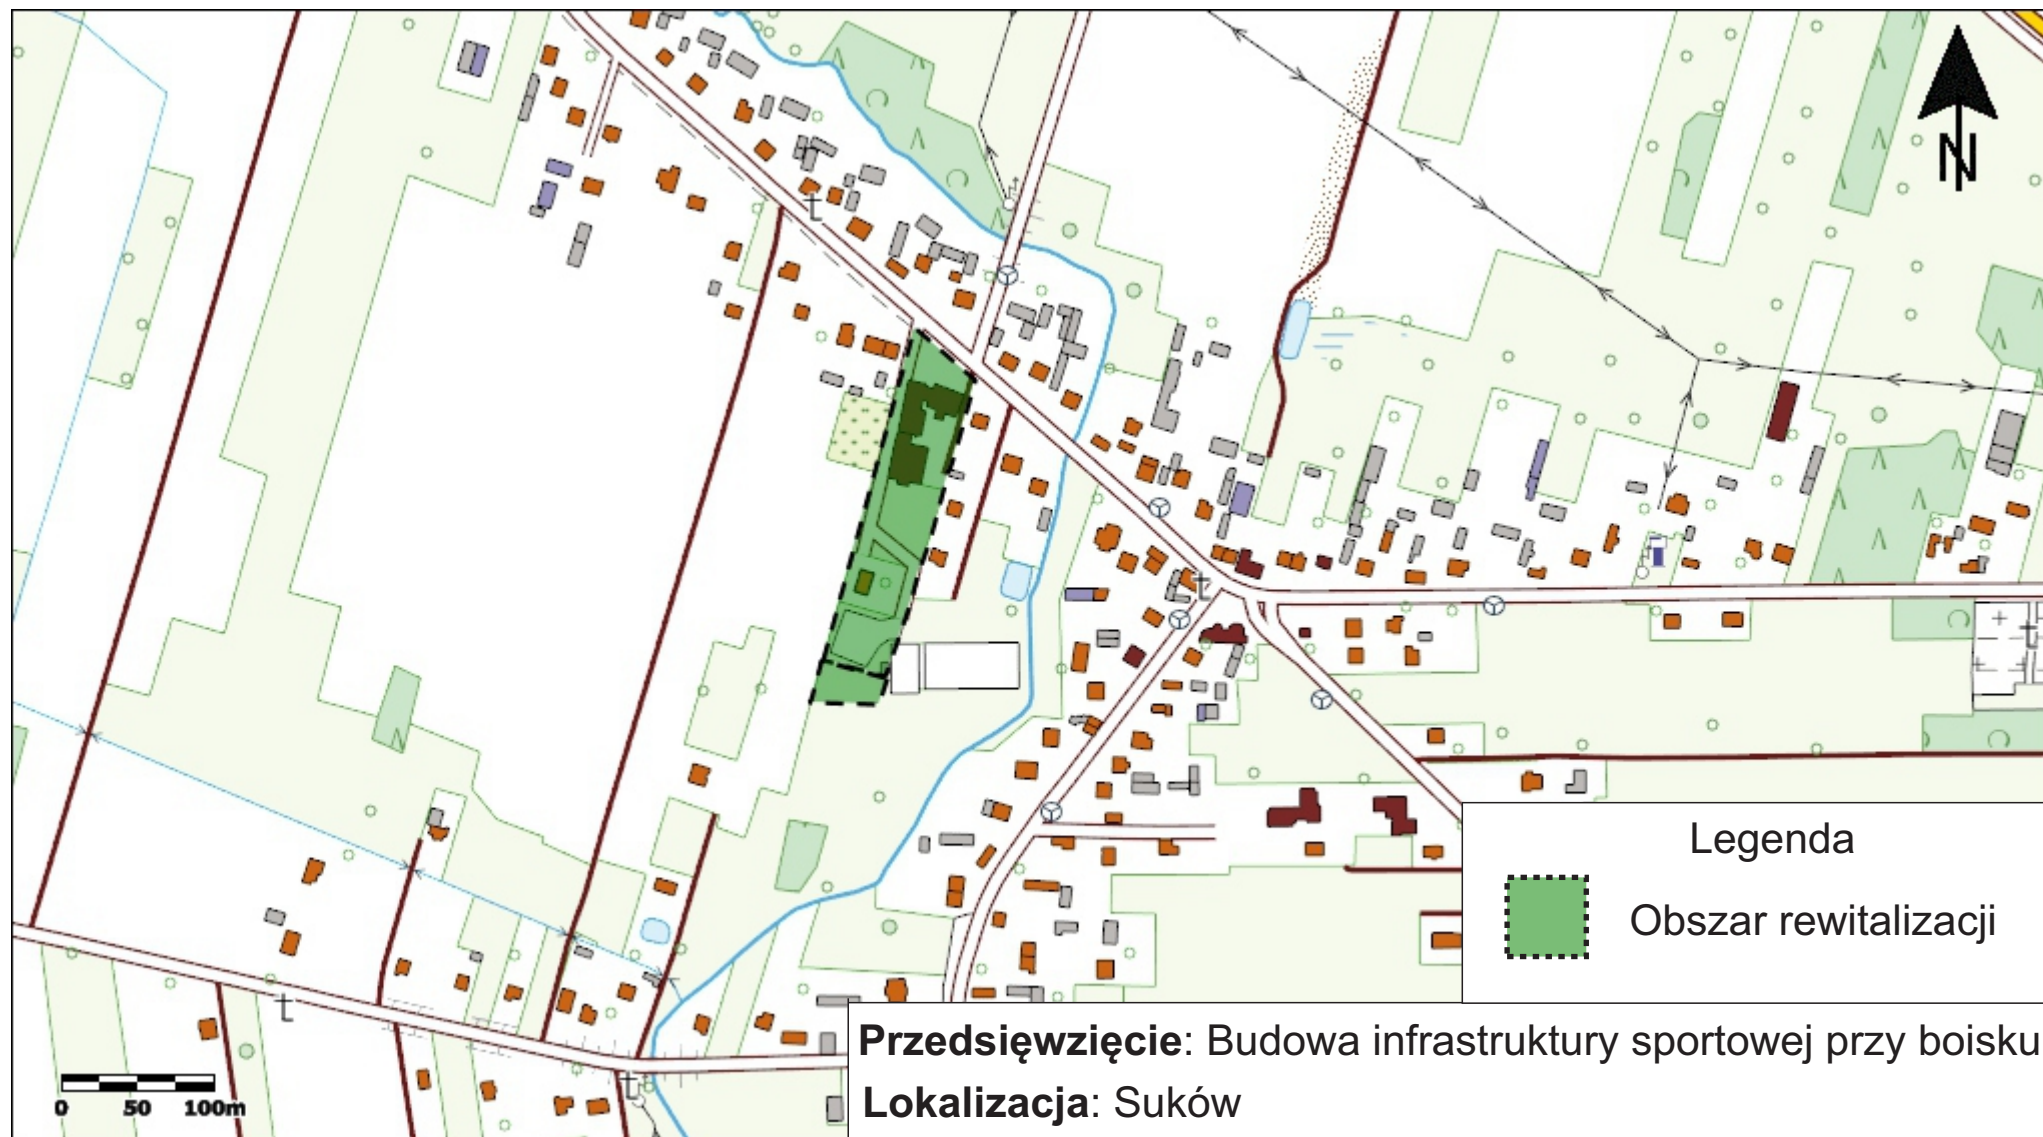 N
Legenda
Obszar rewitalizacji
Przedsięwzięcie: Budowa infrastruktury sportowej przy boisku
Lokalizacja: Suków
0 50 100m